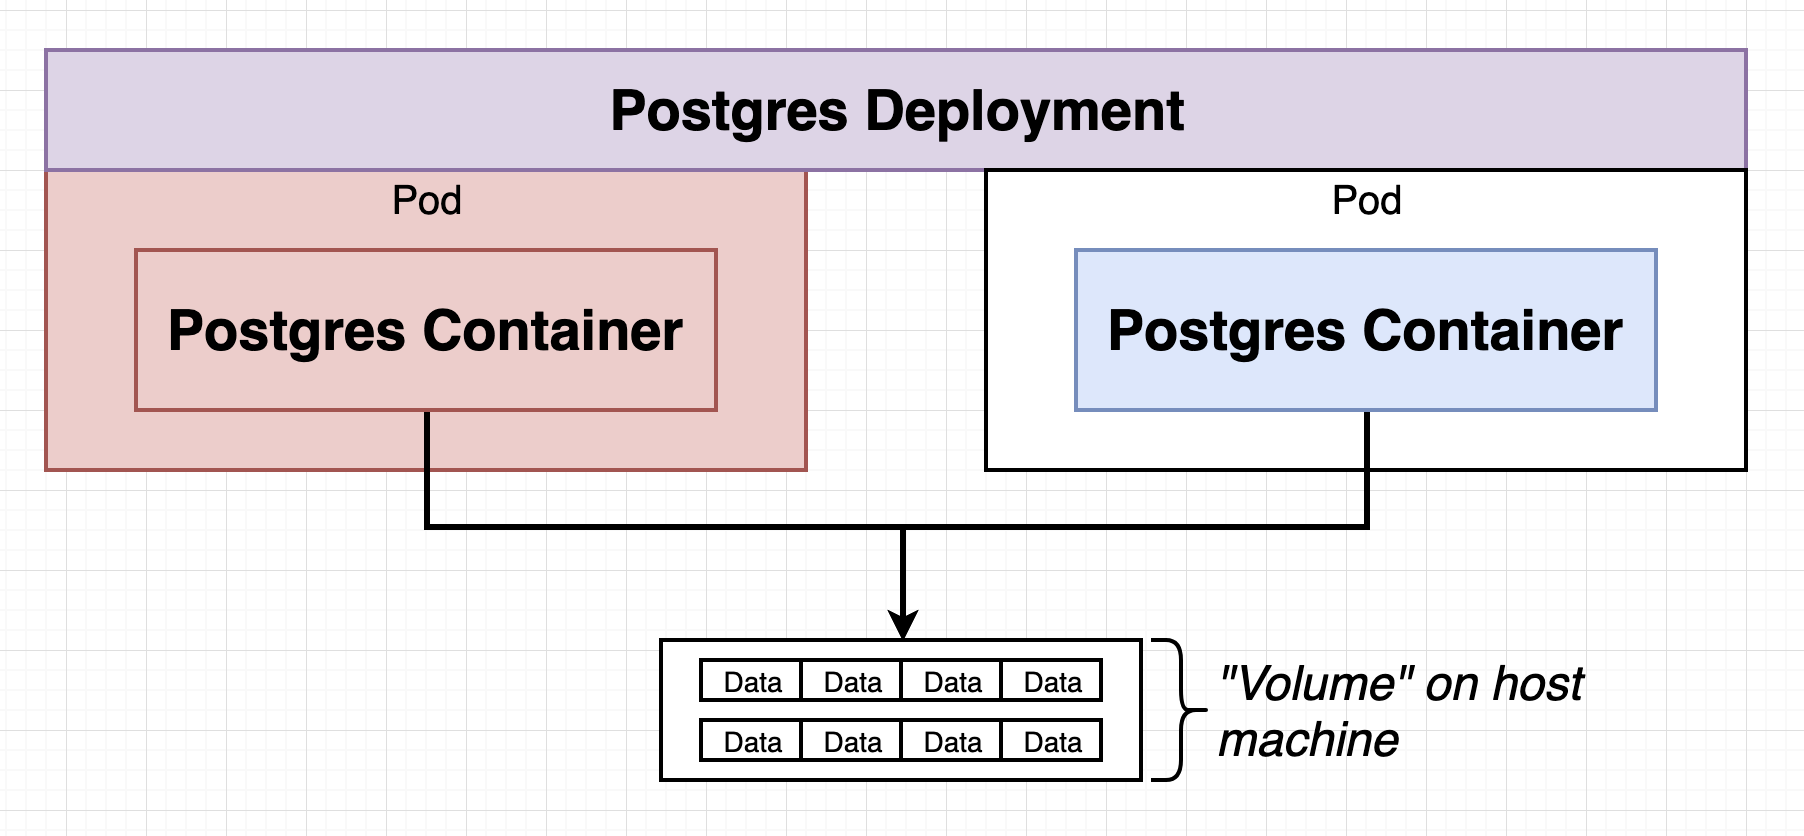 Postgres Deployment
Pod
Pod
Postgres Container
Postgres Container
Data Data Data Data
Data Data Data Data
"Volume" on host
machine